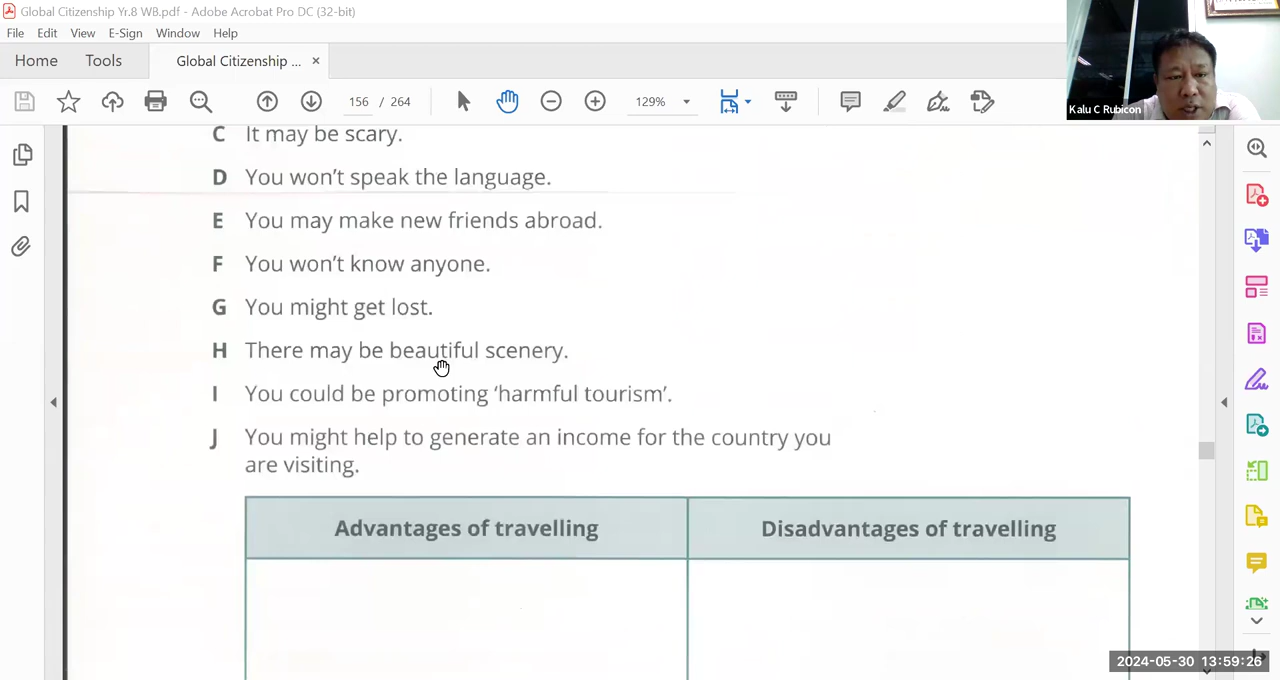 Global Citizenship Yr.8 WB.pdf - Adobe Acrobat Pro DC (32-bit)
File Edit View E-Sign Window Help
Home Tools Global Citizenship ... ×
156 / 264 129%
Kalu C Rubicon
C It may be scary.
D You won't speak the language.
E You may make new friends abroad.
F You won't know anyone.
G You might get lost.
H There may be beautiful scenery.
I You could be promoting 'harmful tourism'.
J You might help to generate an income for the country you
are visiting.
Advantages of travelling Disadvantages of travelling
2024-05-30 13:59:26